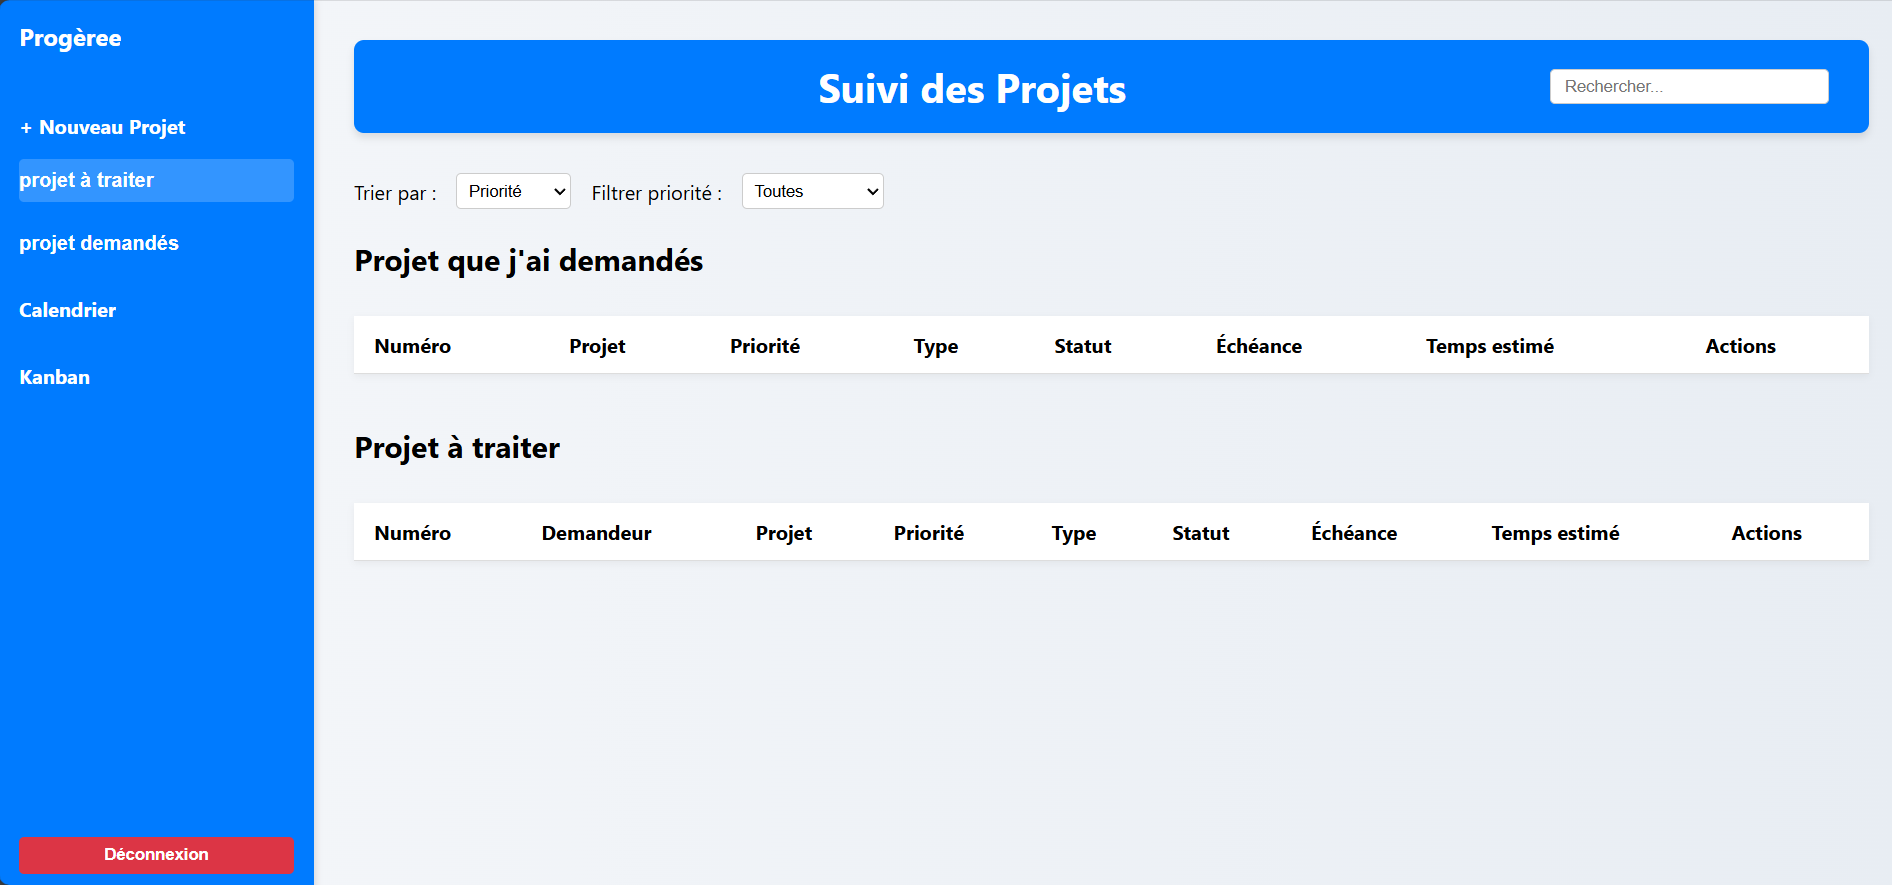 Progèree
+ Nouveau Projet
projet à traiter
projet demandés
Calendrier
Kanban
Déconnexion
Suivi des Projets
Rechercher...
Trier par : Priorité Filtrer priorité : Toutes
Projet que j'ai demandés
Numéro Projet Priorité Type Statut Échéance Temps estimé Actions
Projet à traiter
Numéro Demandeur Projet Priorité Type Statut Échéance Temps estimé Actions